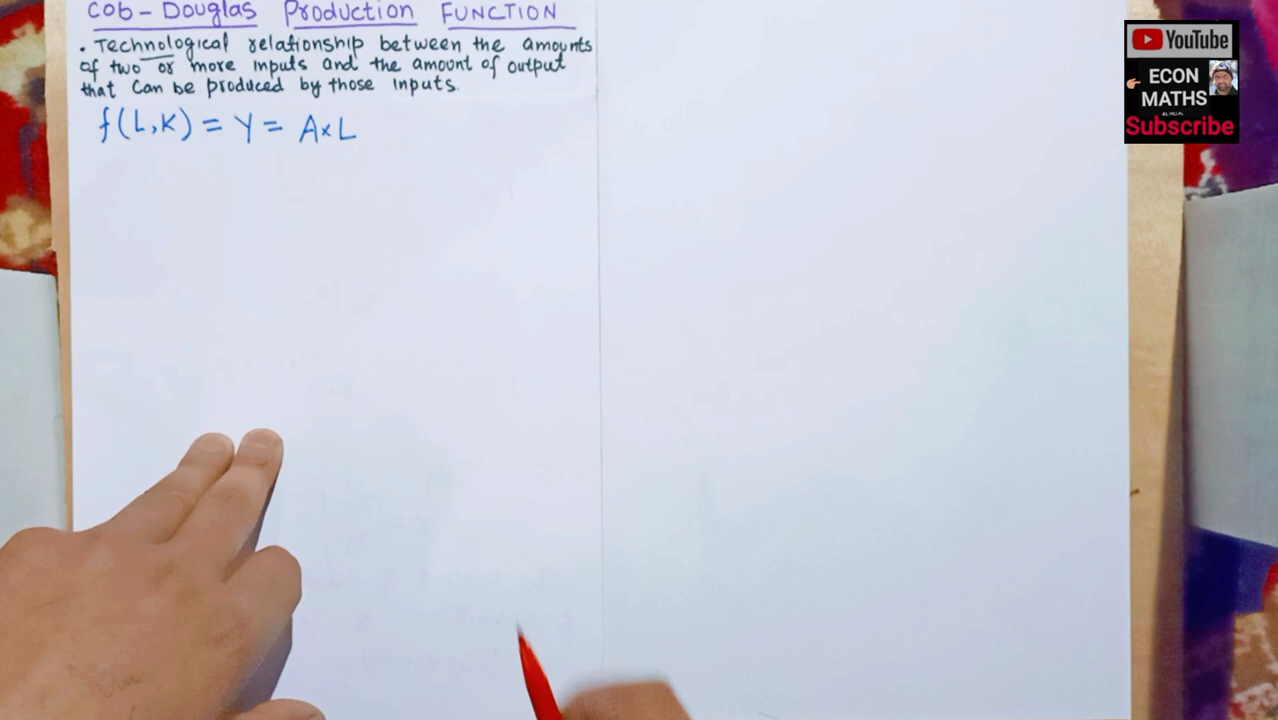 Cob-Douglas Production FUNCTION
. Technological relationship between the amounts
of two or more inputs and the amount of output
that Can be produced by those inputs.
f(L,K) = Y = A×L
YouTube
ECON
MATHS
Subscribe